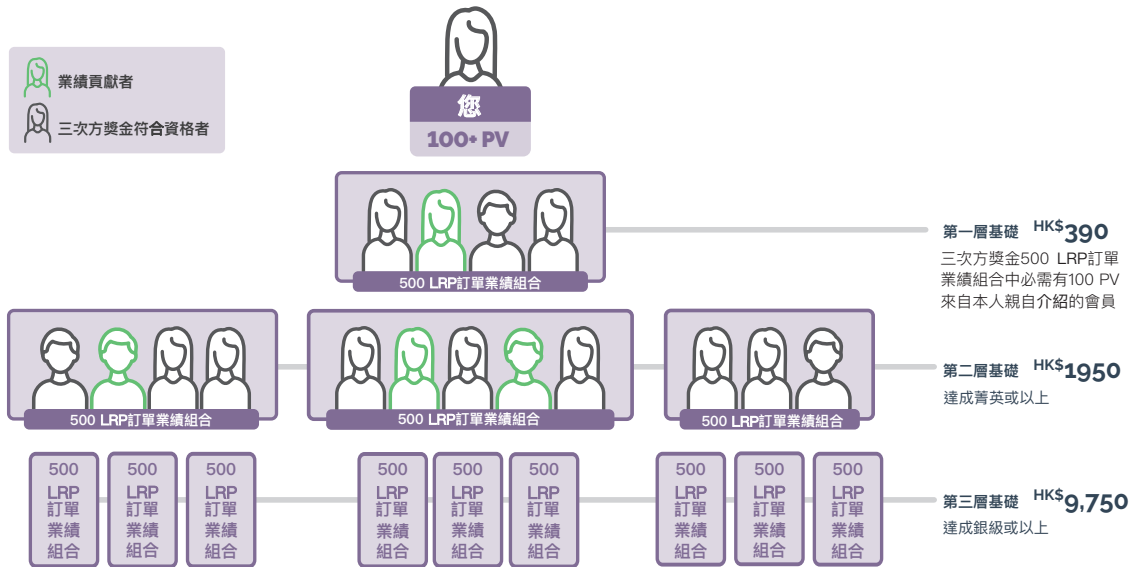 業績貢獻者
三次方獎金符合資格者
您
100+ PV
500 LRP訂單業績組合
第一層基礎 HK$390
三次方獎金500 LRP訂單
業績組合中必需有100 PV
來自本人親自介紹的會員
500 LRP訂單業績組合
500 LRP訂單業績組合
500 LRP訂單業績組合
第二層基礎 HK$1950
達成菁英或以上
500
LRP
訂單
業績
組合
500
LRP
訂單
業績
組合
500
LRP
訂單
業績
組合
500
LRP
訂單
業績
組合
500
LRP
訂單
業績
組合
500
LRP
訂單
業績
組合
500
LRP
訂單
業績
組合
500
LRP
訂單
業績
組合
500
LRP
訂單
業績
組合
第三層基礎 HK$9,750
達成銀級或以上